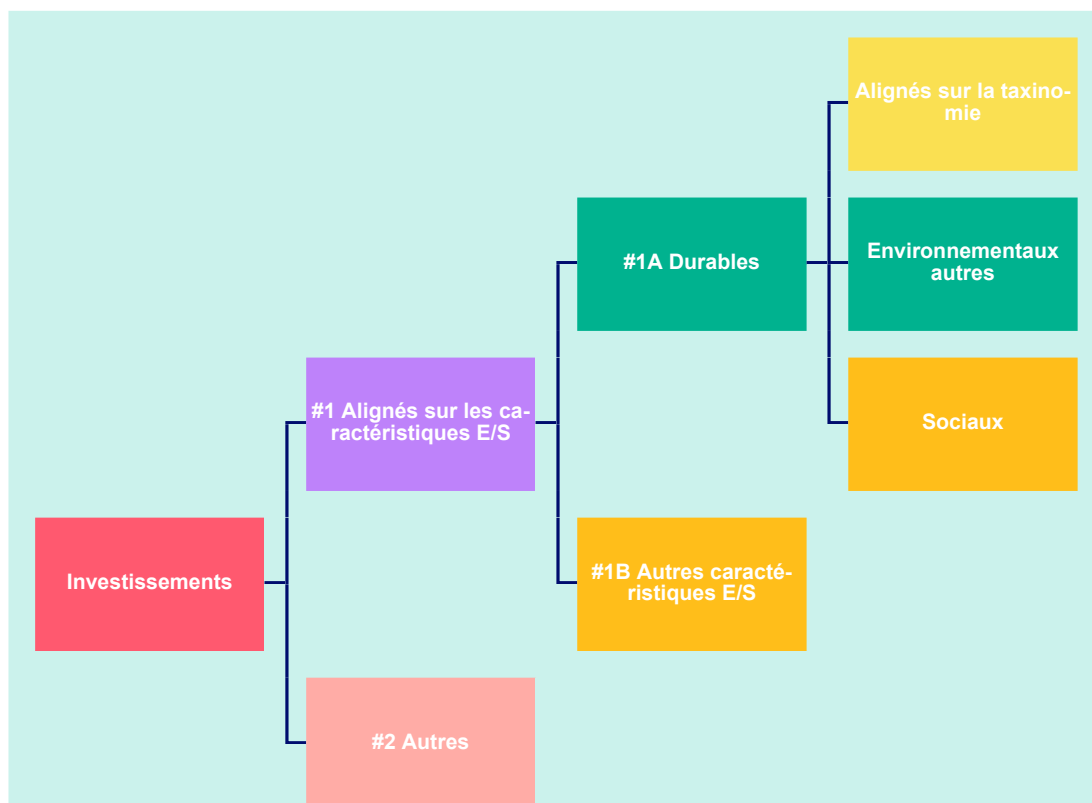 Alignés sur la taxino-
mie
#1A Durables
Environnementaux
autres
#1 Alignés sur les ca-
ractéristiques E/S
Sociaux
Investissements
#1B Autres caracté-
ristiques E/S
#2 Autres